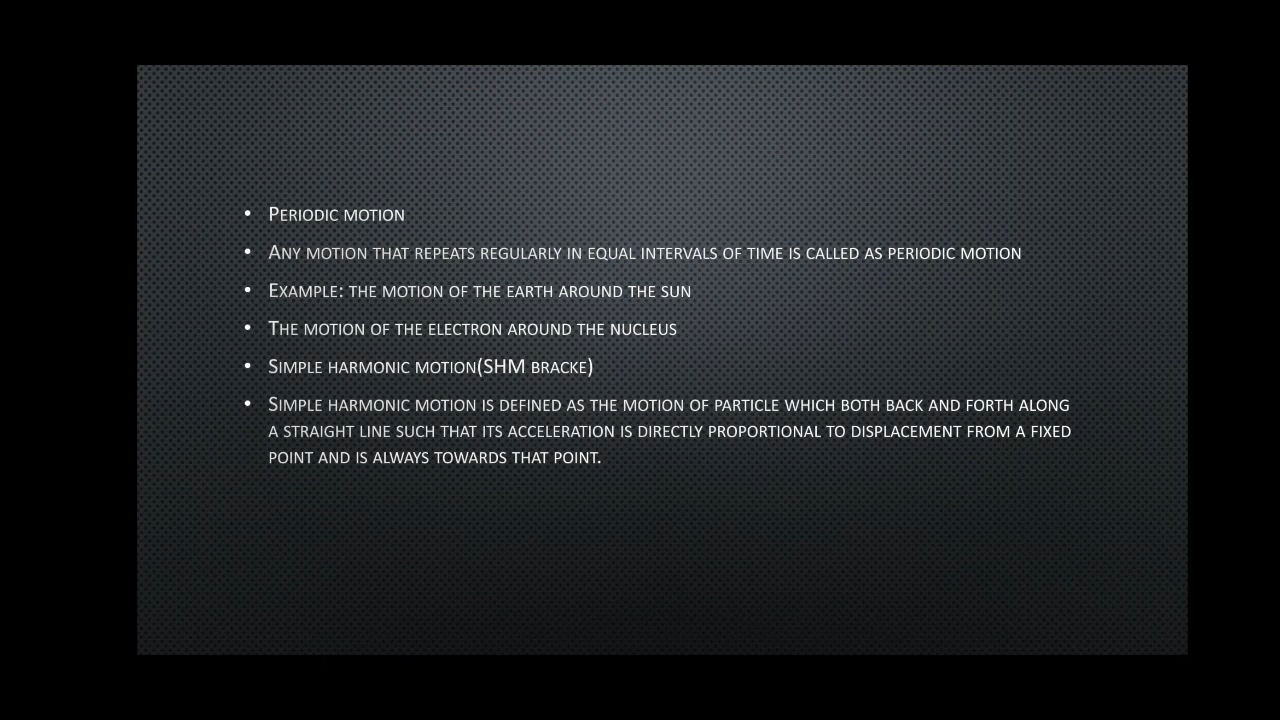 • Periodic motion
• Any motion that repeats regularly in equal intervals of time is called as periodic motion
• Example: the motion of the earth around the sun
• The motion of the electron around the nucleus
• Simple harmonic motion(SHM bracke)
• Simple harmonic motion is defined as the motion of particle which both back and forth along
a straight line such that its acceleration is directly proportional to displacement from a fixed
point and is always towards that point.